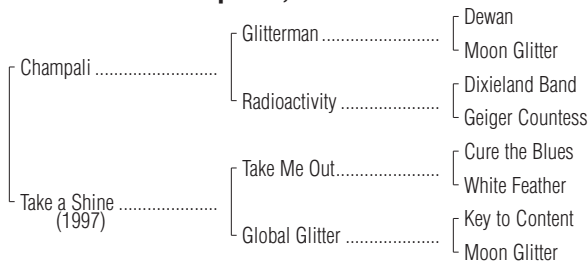 Dewan
Glitterman
Moon Glitter
Champali
Dixieland Band
Radioactivity
Geiger Countess
Cure the Blues
Take Me Out
White Feather
Take a Shine
(1997)
Key to Content
Global Glitter
Moon Glitter